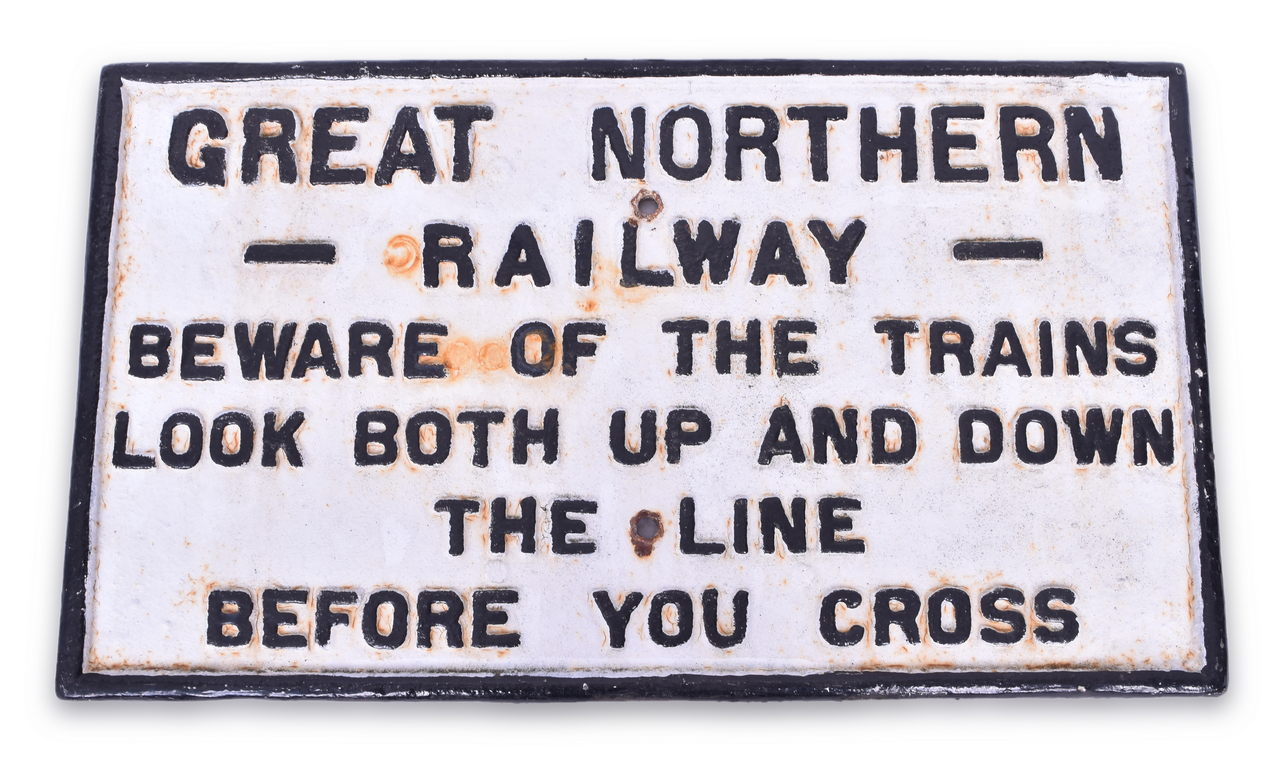 GREAT NORTHERN
— RAILWAY —
BEWARE OF THE TRAINS
LOOK BOTH UP AND DOWN
THE LINE
BEFORE YOU CROSS